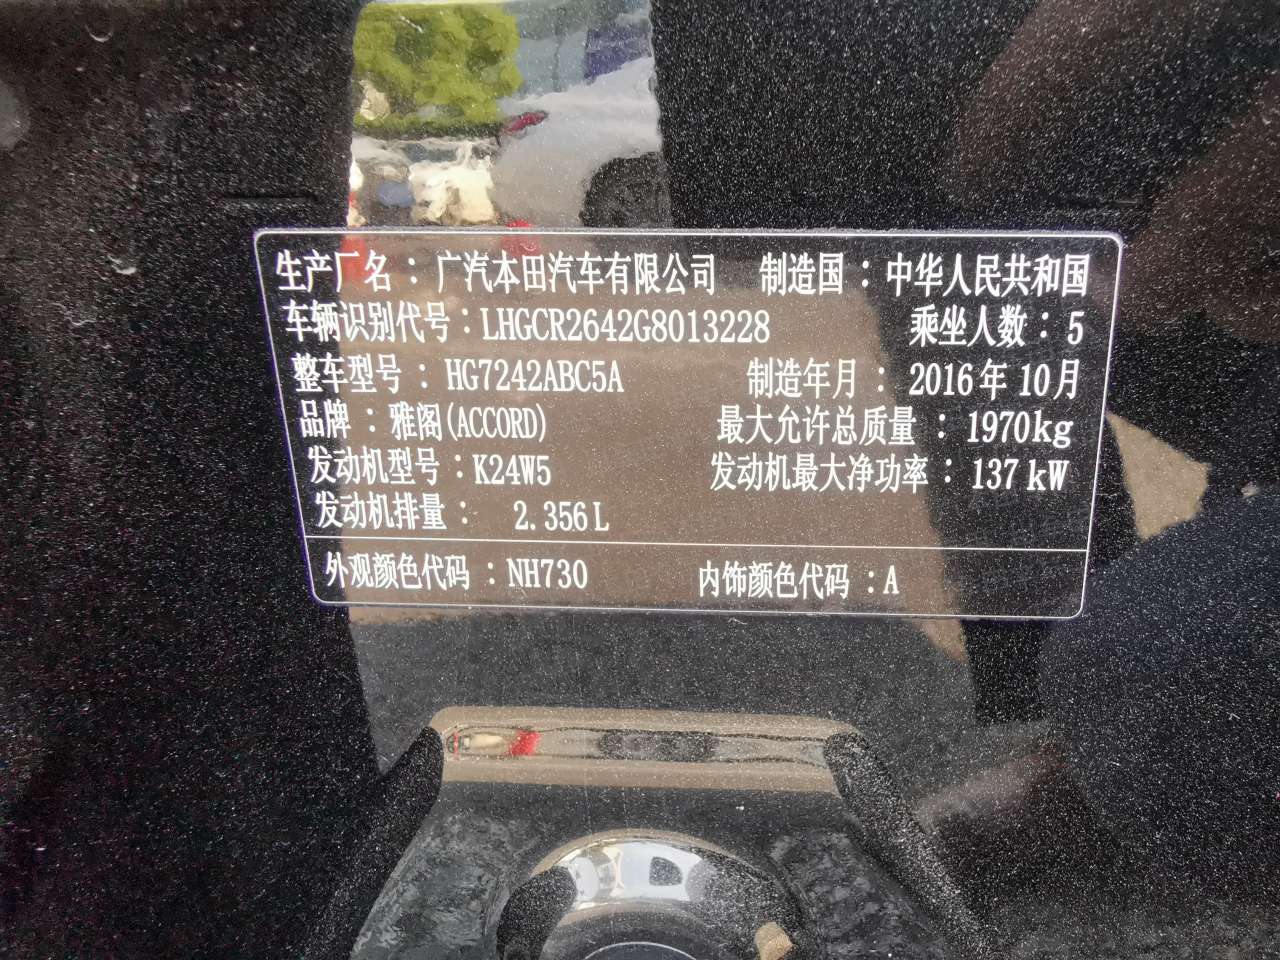 生产厂名：广汽本田汽车有限公司 制造国：中华人民共和国
车辆识别代号：LHGCR2642G8013228 乘坐人数：5
整车型号：HG7242ABC5A 制造年月：2016年10月
品牌：雅阁(ACCORD) 最大允许总质量：1970kg
发动机型号：K24W5 发动机最大净功率：137kW
发动机排量：2.356L
外观颜色代码：NH730 内饰颜色代码：A